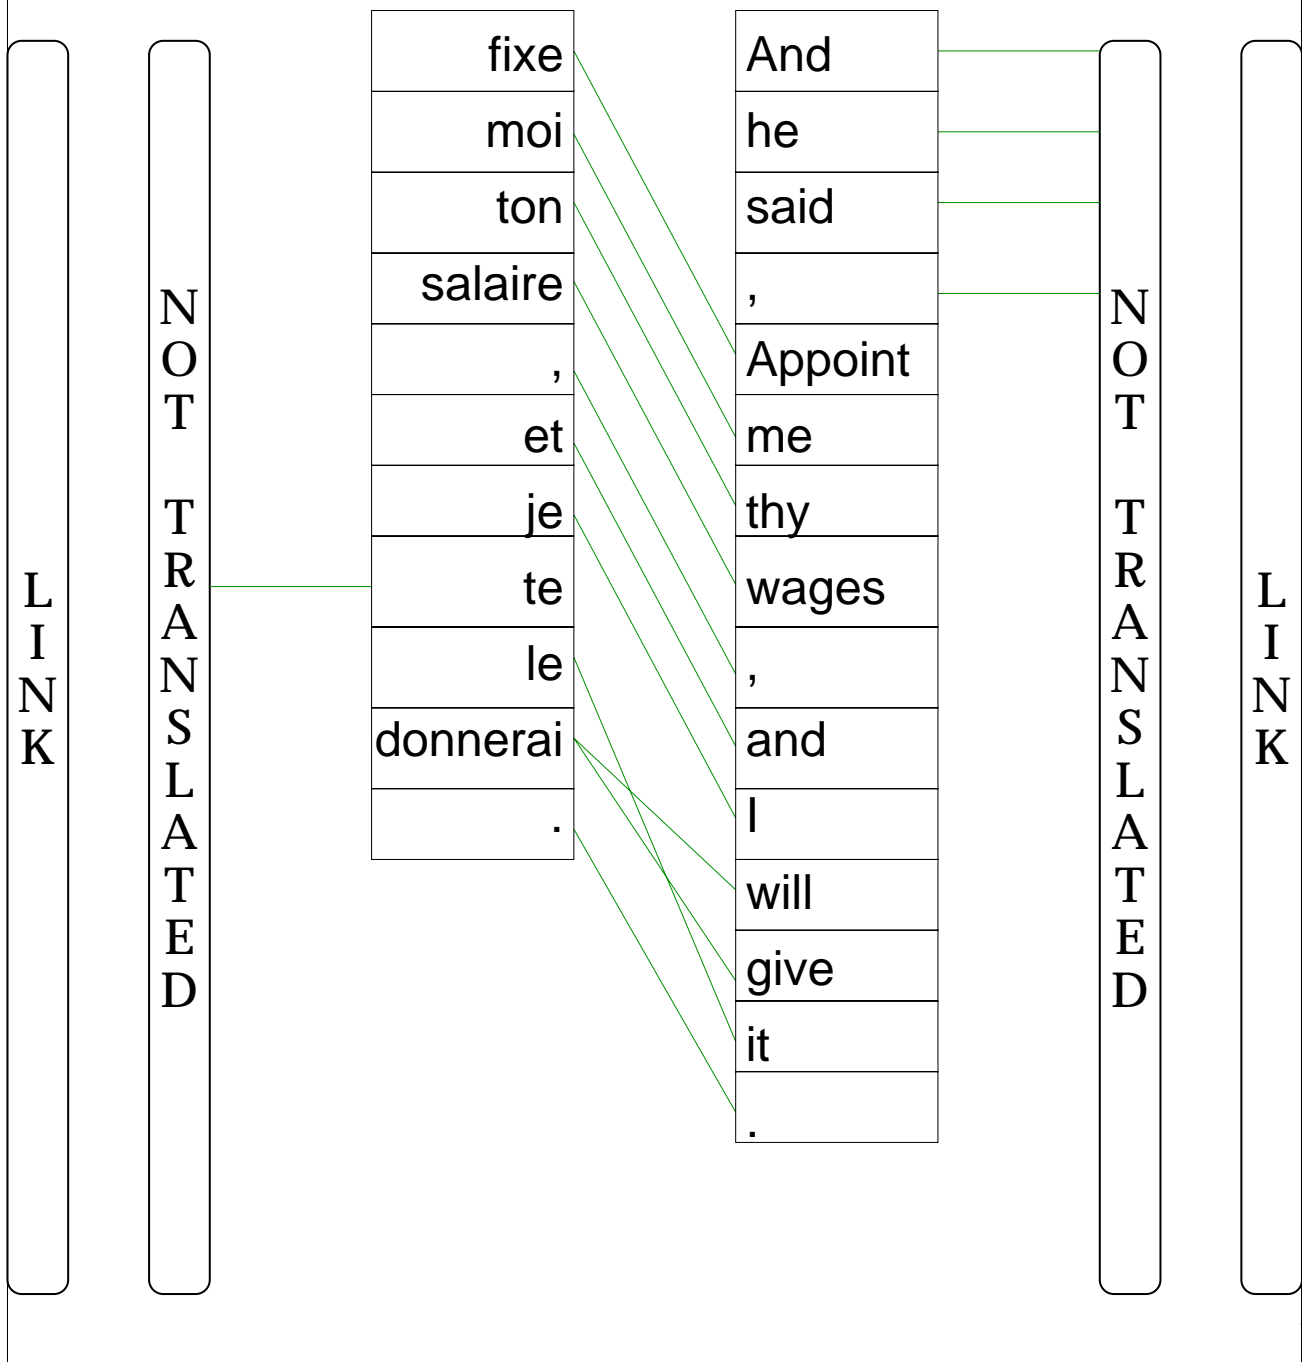 LINK
NOT TRANSLATED
fixe
moi
ton
salaire
,
et
je
te
le
donnerai
.
And
he
said
,
Appoint
me
thy
wages
,
and
I
will
give
it
.
NOT TRANSLATED
LINK